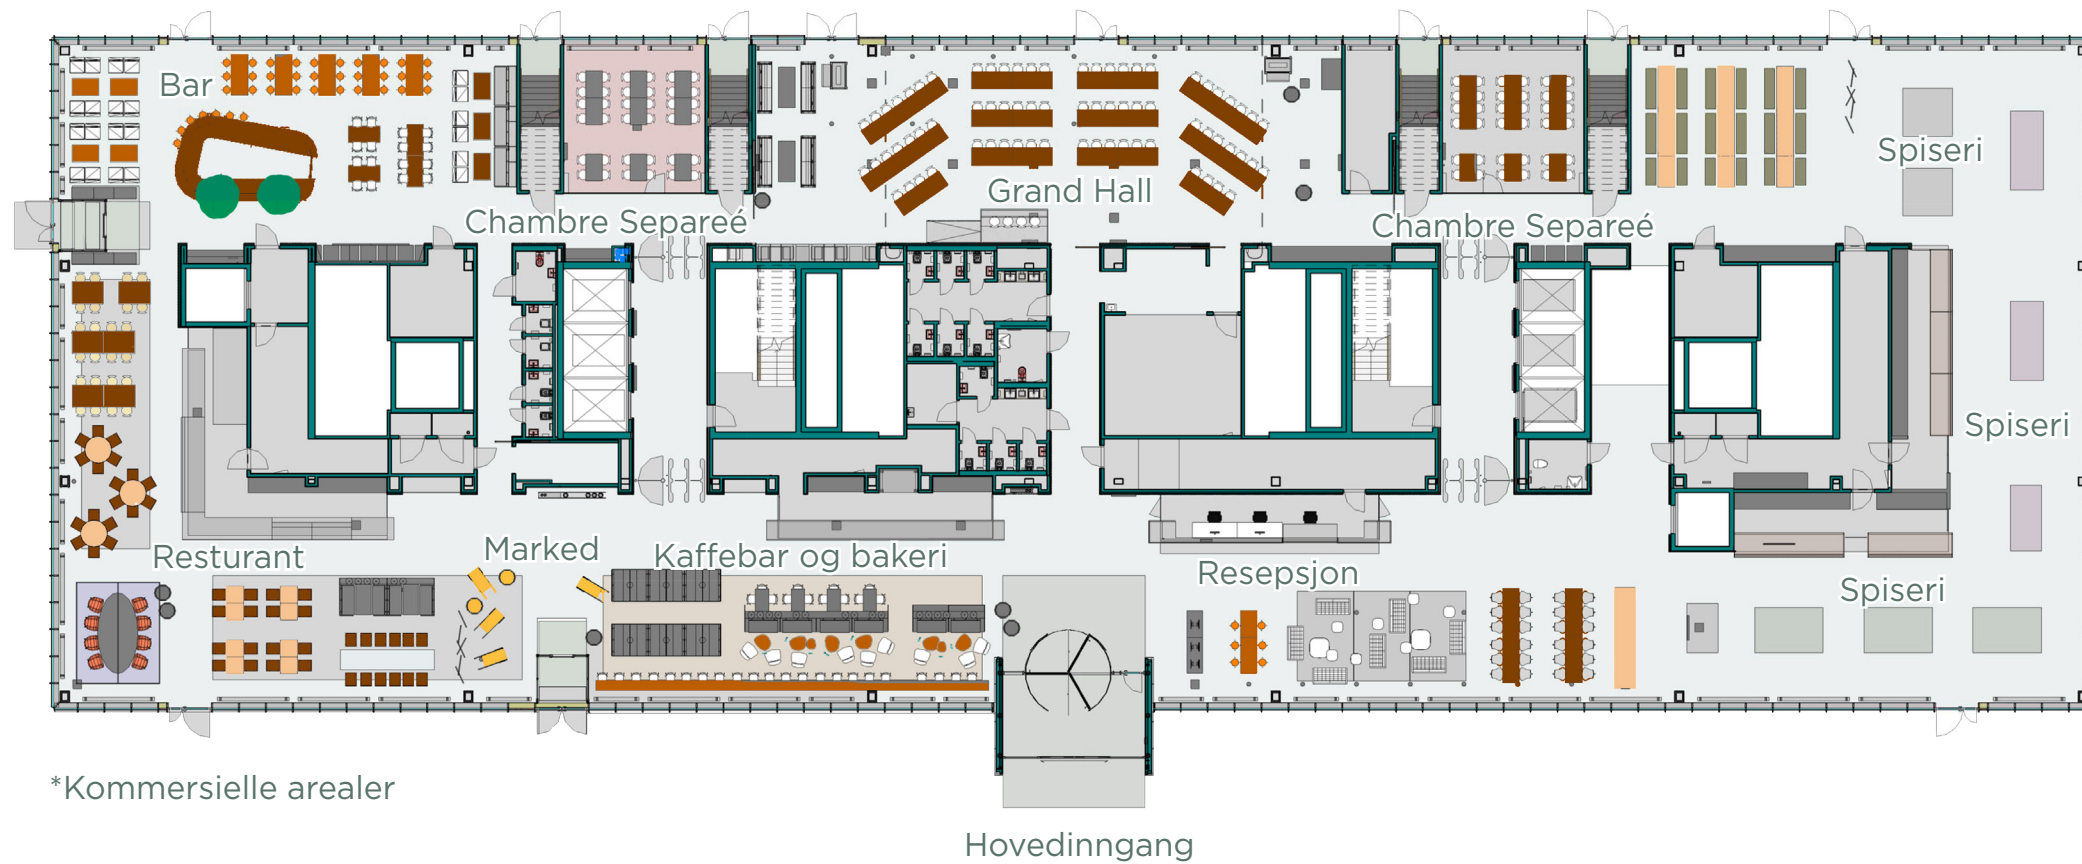 Bar
Spiseri
Grand Hall
Chambre Separeé
Chambre Separeé
Spiseri
Resturant
Marked
Kaffebar og bakeri
Resepsjon
Spiseri
*Kommersielle arealer
Hovedinngang